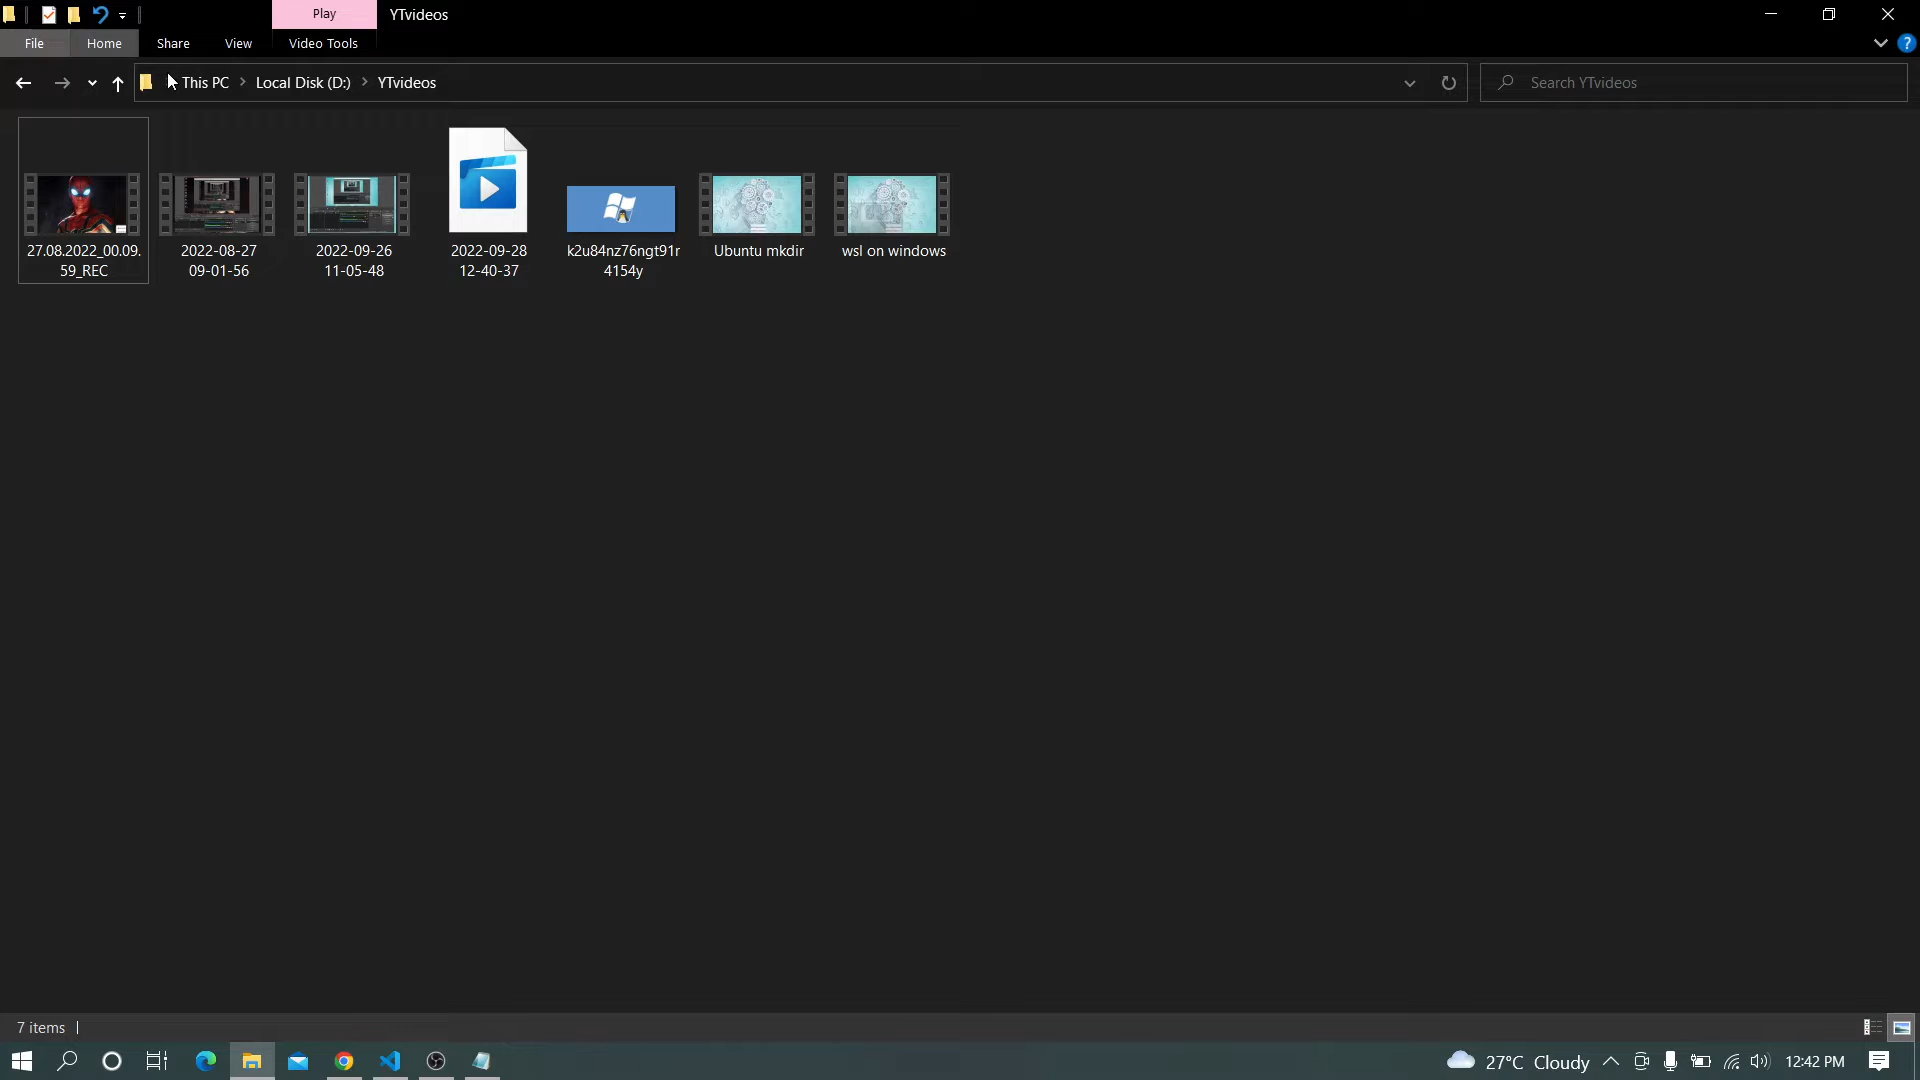 Play
YTvideos
File
Home
Share
View
Video Tools
This PC
Local Disk (D:)
YTvideos
Search YTvideos
27.08.2022_00.09.
59_REC
2022-08-27
09-01-56
2022-09-26
11-05-48
2022-09-28
12-40-37
k2u84nz76ngt91r
4154y
Ubuntu mkdir
wsl on windows
7 items
27°C Cloudy
12:42 PM